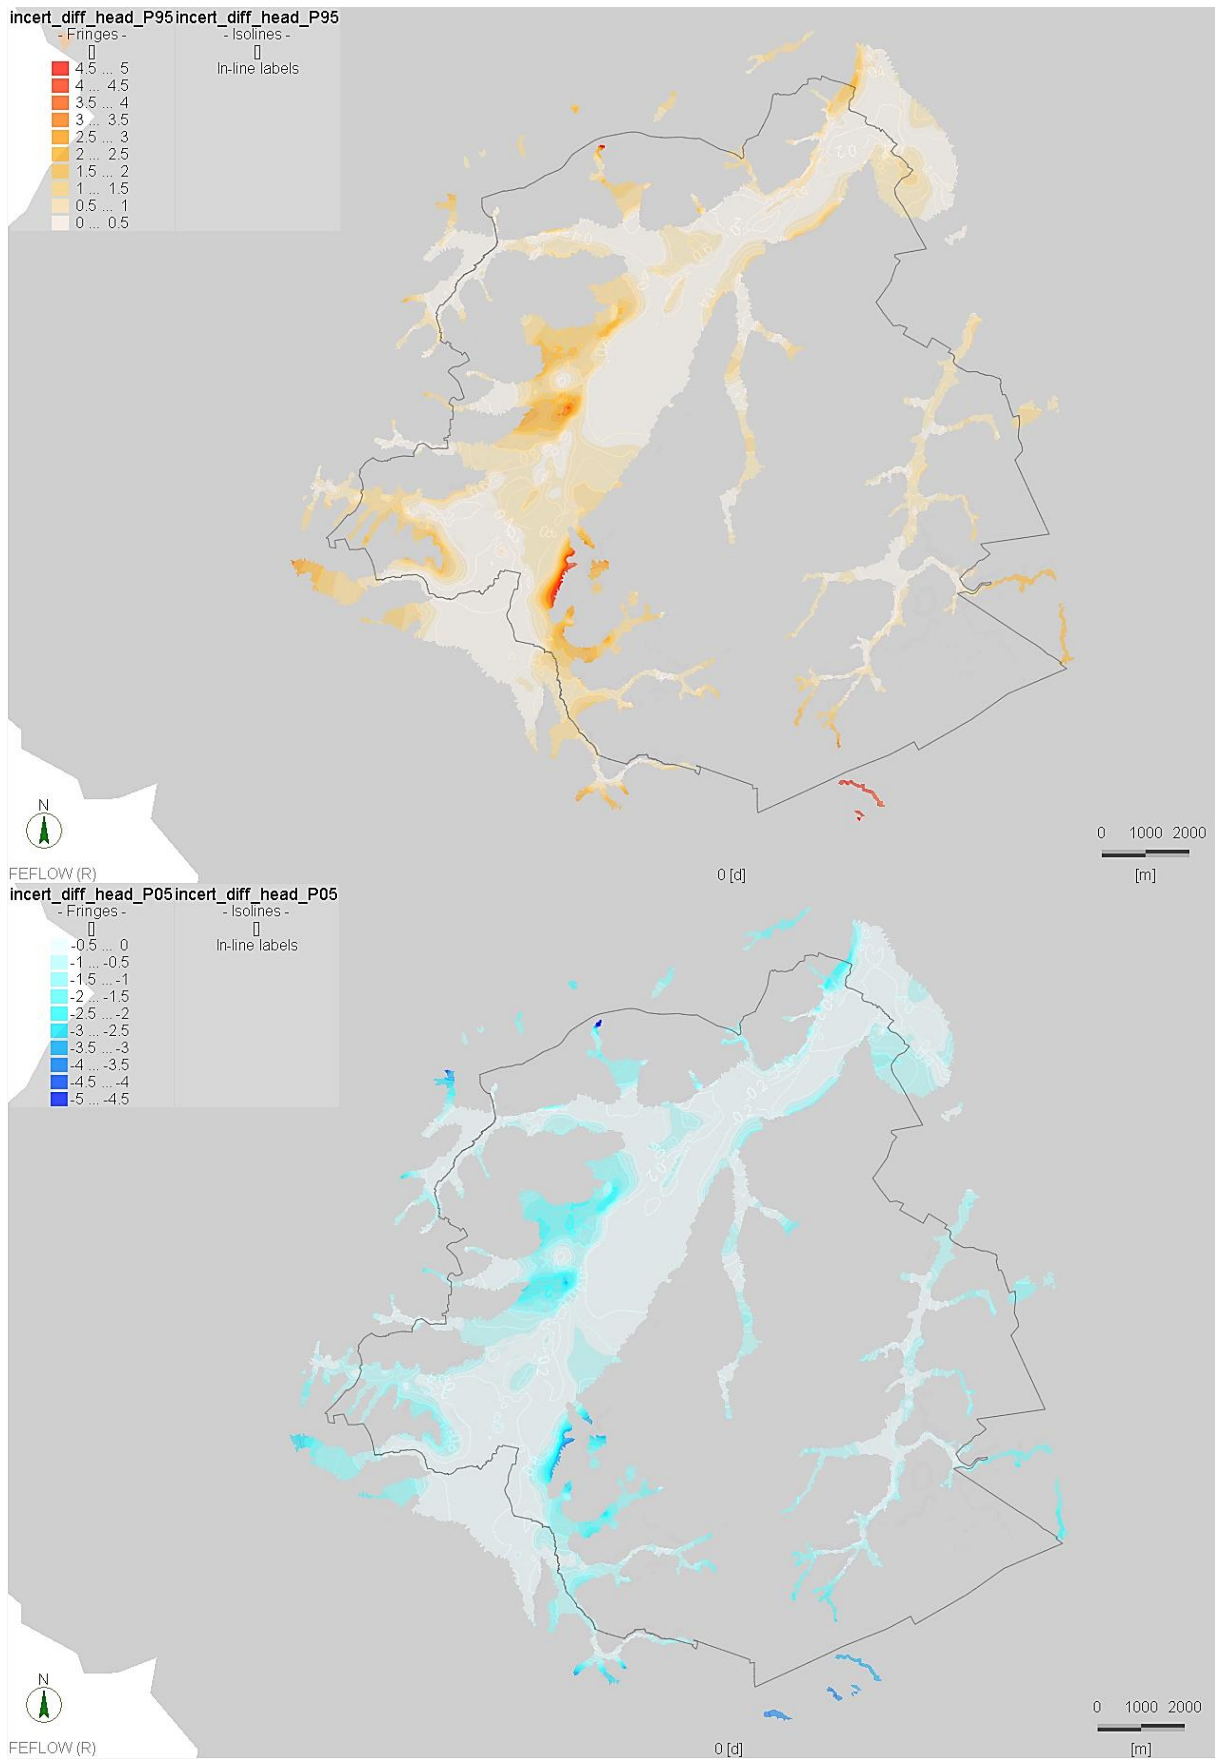 incert_diff_head_P95 incert_diff_head_P95
- Fringes - - Isolines -
[] []
4.5 ... 5 In-line labels
4 ... 4.5
3.5 ... 4
3 ... 3.5
2.5 ... 3
2 ... 2.5
1.5 ... 2
1 ... 1.5
0.5 ... 1
0 ... 0.5
N
0 1000 2000
FEFLOW (R) 0 [d] [m]
incert_diff_head_P05 incert_diff_head_P05
- Fringes - - Isolines -
[] []
-0.5 ... 0 In-line labels
-1 ... -0.5
-1.5 ... -1
-2 ... -1.5
-2.5 ... -2
-3 ... -2.5
-3.5 ... -3
-4 ... -3.5
-4.5 ... -4
-5 ... -4.5
N
0 1000 2000
FEFLOW (R) 0 [d] [m]